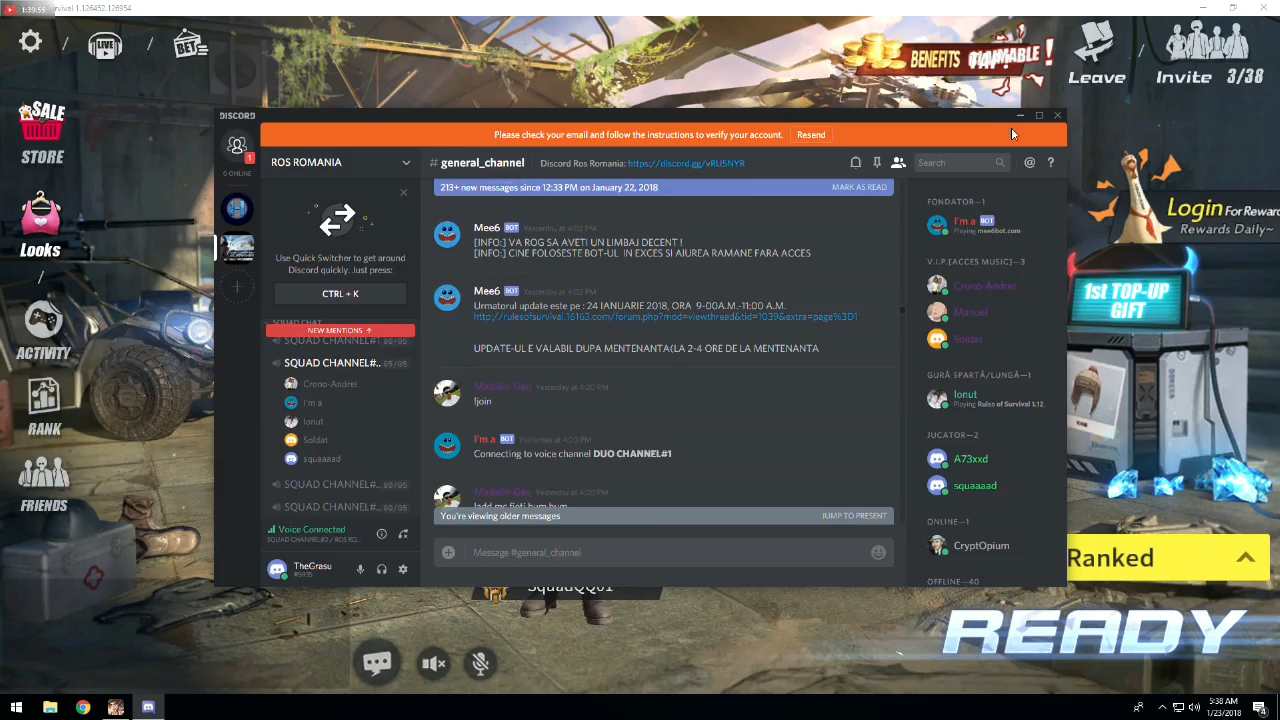 1:39:55
rvival 1.126452.126954
LIVE
BET
BENEFITS
CLAIMABLE !
Leave
Invite 3/38
SALE
STORE
Looks
ACTIVITY
RANK
FRIENDS
DISCORD
Please check your email and follow the instructions to verify your account. Resend
1
0 ONLINE
ROS ROMANIA
# general_channel Discord Ros Romania: https://discord.gg/vRU5NYR
Search
213+ new messages since 12:33 PM on January 22, 2018 MARK AS READ
Use Quick Switcher to get around
Discord quickly. Just press:
CTRL + K
SQUAD CHAT
NEW MENTIONS
SQUAD CHANNEL#1 00/05
SQUAD CHANNEL#.. 05/05
Crono-Andrei
I'm a
Ionut
Soldat
squaaaad
SQUAD CHANNEL#.. 00/05
SQUAD CHANNEL#.. 00/05
Voice Connected
SQUAD CHANNEL#2 / ROS RO...
TheGrasu
#5935
Mee6 BOT Yesterday at 4:02 PM
[INFO:] VA ROG SA AVETI UN LIMBAJ DECENT !
[INFO:] CINE FOLOSESTE BOT-UL IN EXCES SI AIUREA RAMANE FARA ACCES
Mee6 BOT Yesterday at 4:02 PM
Urmatorul update este pe : 24 IANUARIE 2018, ORA 9-00A.M.-11:00 A.M.
http://rulesofsurvival.16163.com/forum.php?mod=viewthread&tid=1039&extra=page%3D1
UPDATE-UL E VALABIL DUPA MENTENANTA(LA 2-4 ORE DE LA MENTENANTA
Madalin Geo Yesterday at 4:20 PM
!join
I'm a BOT Yesterday at 4:20 PM
Connecting to voice channel DUO CHANNEL#1
Madalin Geo Yesterday at 4:20 PM
You're viewing older messages JUMP TO PRESENT
Message #general_channel
FONDATOR—1
I'm a BOT
Playing mee6bot.com
V.I.P.[ACCES MUSIC]—3
Crono-Andrei
Manuel
Soldat
GURĂ SPARTĂ/LUNGĂ—1
Ionut
Playing Rules of Survival 1.12...
JUCATOR—2
A73xxd
squaaaad
ONLINE—1
CryptOpium
OFFLINE—40
Login For Rewar
Rewards Daily~
1st TOP-UP
GIFT
Ranked
SquadQQ01
READY
5:38 AM
1/23/2018
4